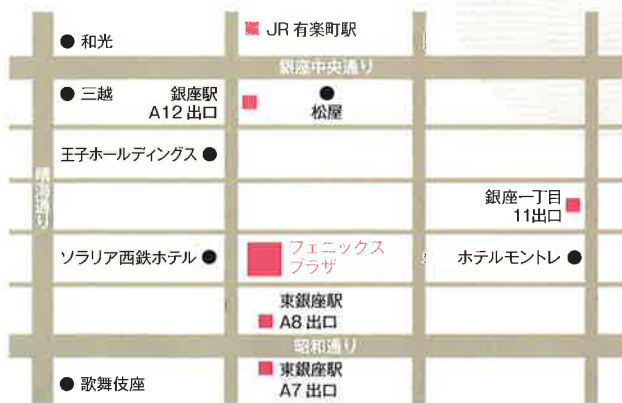 JR 有楽町駅
和光
銀座中央通り
三越
銀座駅
A12 出口
松屋
王子ホールディングス
晴海通り
銀座一丁目
11出口
ソラリア西鉄ホテル
フェニックス
プラザ
ホテルモントレ
東銀座駅
A8 出口
昭和通り
東銀座駅
A7 出口
歌舞伎座